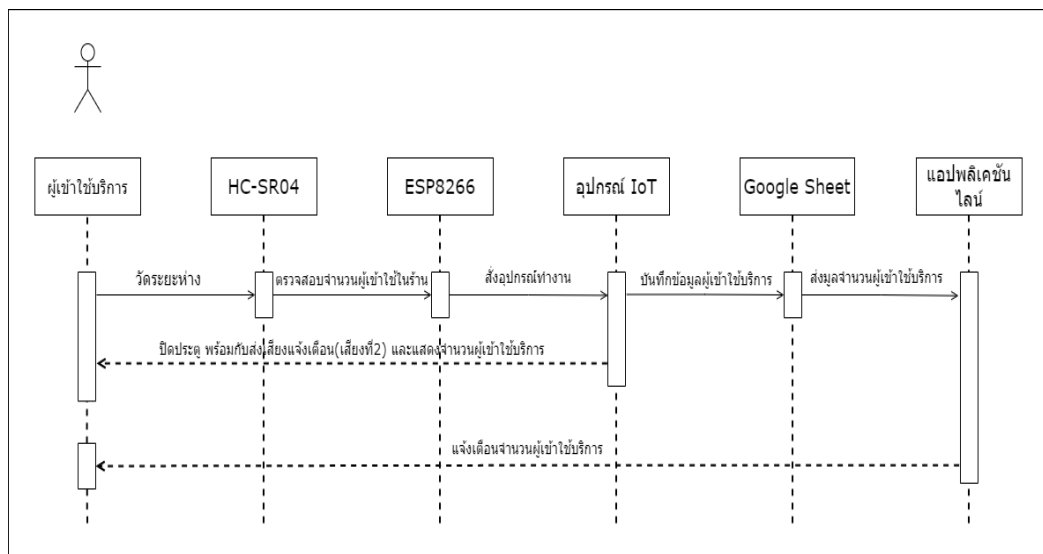 ผู้เข้าใช้บริการ
HC-SR04
ESP8266
อุปกรณ์ IoT
Google Sheet
แอปพลิเคชัน
ไลน์
วัดระยะห่าง
ตรวจสอบจำนวนผู้เข้าใช้ในร้าน
สั่งอุปกรณ์ทำงาน
บันทึกข้อมูลผู้เข้าใช้บริการ
ส่งมูลจำนวนผู้เข้าใช้บริการ
ปิดประตู พร้อมกับส่งเสียงแจ้งเตือน(เสียงที่2) และแสดงจำนวนผู้เข้าใช้บริการ
แจ้งเตือนจำนวนผู้เข้าใช้บริการ